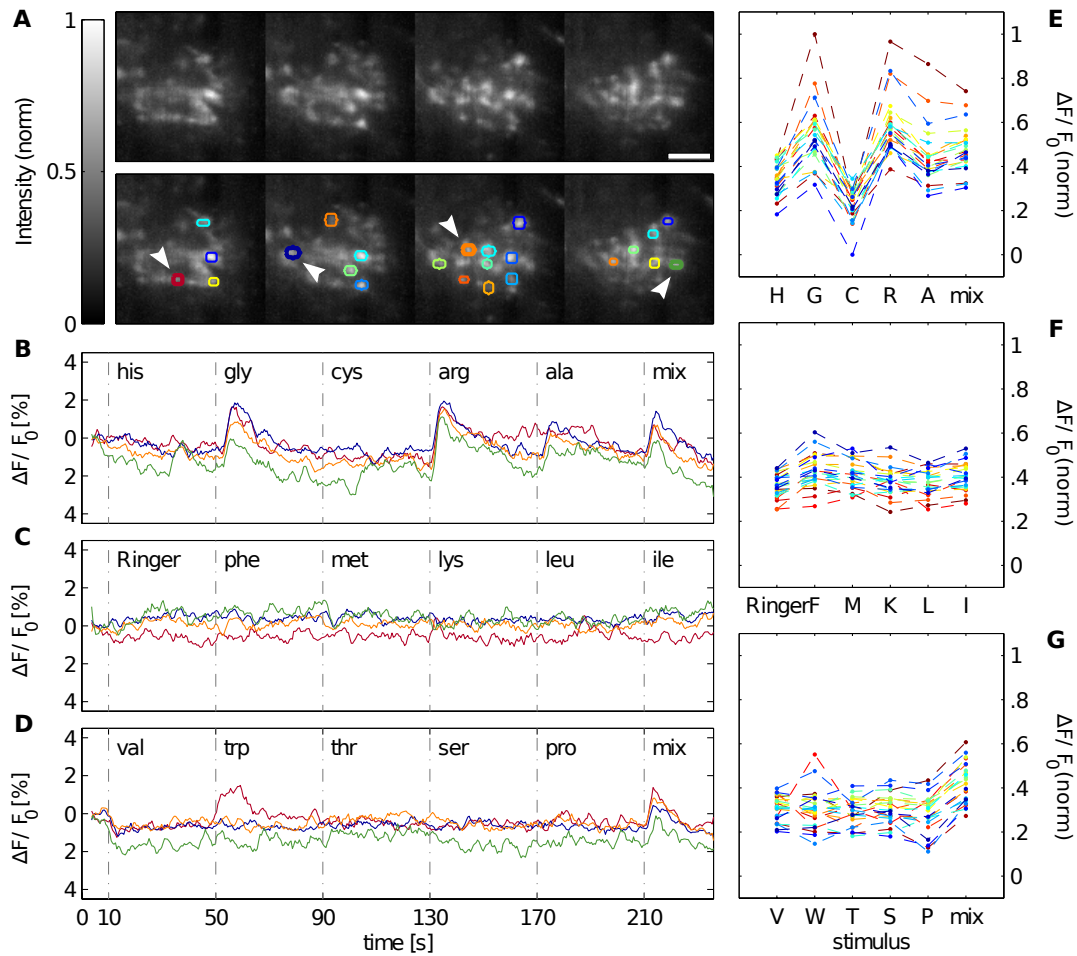 A
1
0.5
0
Intensity (norm)
B
4
2
0
2
4
ΔF/ F0 [%]
his gly cys arg ala mix
C
4
2
0
2
4
ΔF/ F0 [%]
Ringer phe met lys leu ile
D
4
2
0
2
4
ΔF/ F0 [%]
val trp thr ser pro mix
0 10 50 90 130 170 210
time [s]
E
1
.8
.6
.4
.2
0
ΔF/ F0 (norm)
H G C R A mix
F
1
.8
.6
.4
.2
0
ΔF/ F0 (norm)
Ringer F M K L I
G
1
.8
.6
.4
.2
0
ΔF/ F0 (norm)
V W T S P mix
stimulus